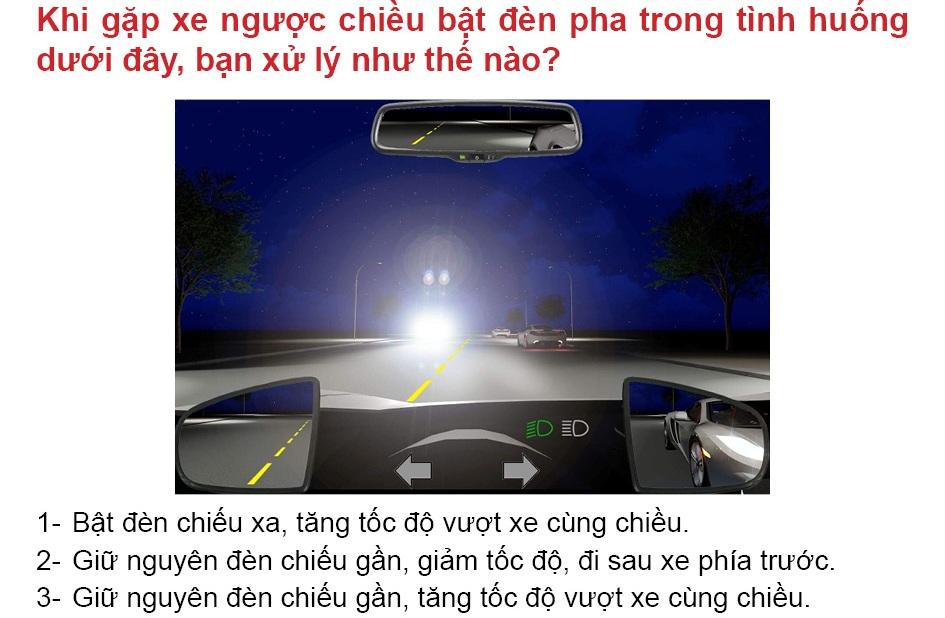 Khi gặp xe ngược chiều bật đèn pha trong tình huống
dưới đây, bạn xử lý như thế nào?
1- Bật đèn chiếu xa, tăng tốc độ vượt xe cùng chiều.
2- Giữ nguyên đèn chiếu gần, giảm tốc độ, đi sau xe phía trước.
3- Giữ nguyên đèn chiếu gần, tăng tốc độ vượt xe cùng chiều.